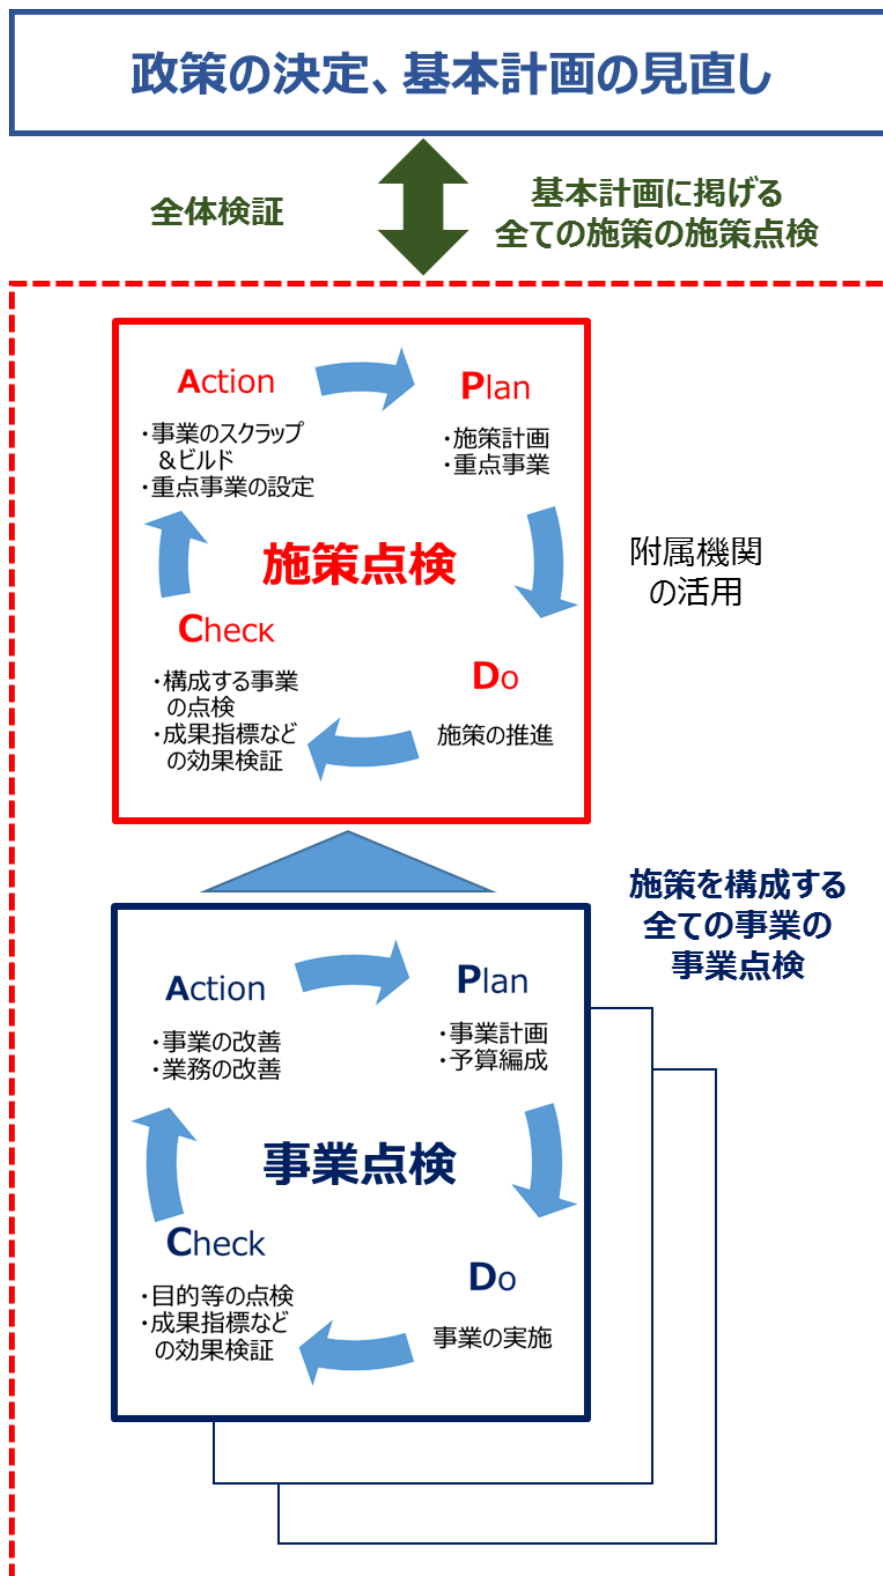 政策の決定、基本計画の見直し
全体検証
基本計画に掲げる
全ての施策の施策点検
Action
・事業のスクラップ
&ビルド
・重点事業の設定
Plan
・施策計画
・重点事業
施策点検
附属機関
の活用
Check
・構成する事業
の点検
・成果指標など
の効果検証
Do
施策の推進
施策を構成する
全ての事業の
事業点検
Action
・事業の改善
・業務の改善
Plan
・事業計画
・予算編成
事業点検
Check
・目的等の点検
・成果指標など
の効果検証
Do
事業の実施